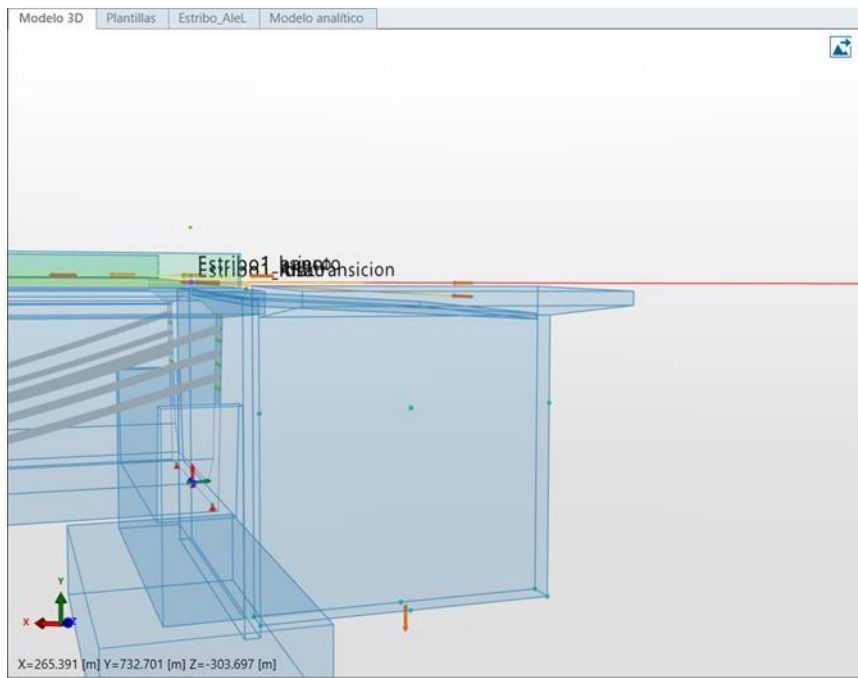 Modelo 3D Plantillas Estribo_AleL Modelo analítico
Y
X Z
X=265.391 [m] Y=732.701 [m] Z=-303.697 [m]